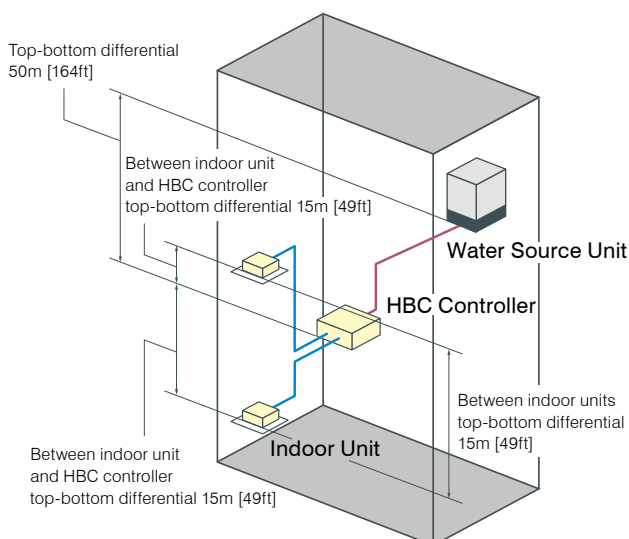 Top-bottom differential
50m [164ft]
Between indoor unit
and HBC controller
top-bottom differential 15m [49ft]
Water Source Unit
HBC Controller
Between indoor units
top-bottom differential
15m [49ft]
Indoor Unit
Between indoor unit
and HBC controller
top-bottom differential 15m [49ft]